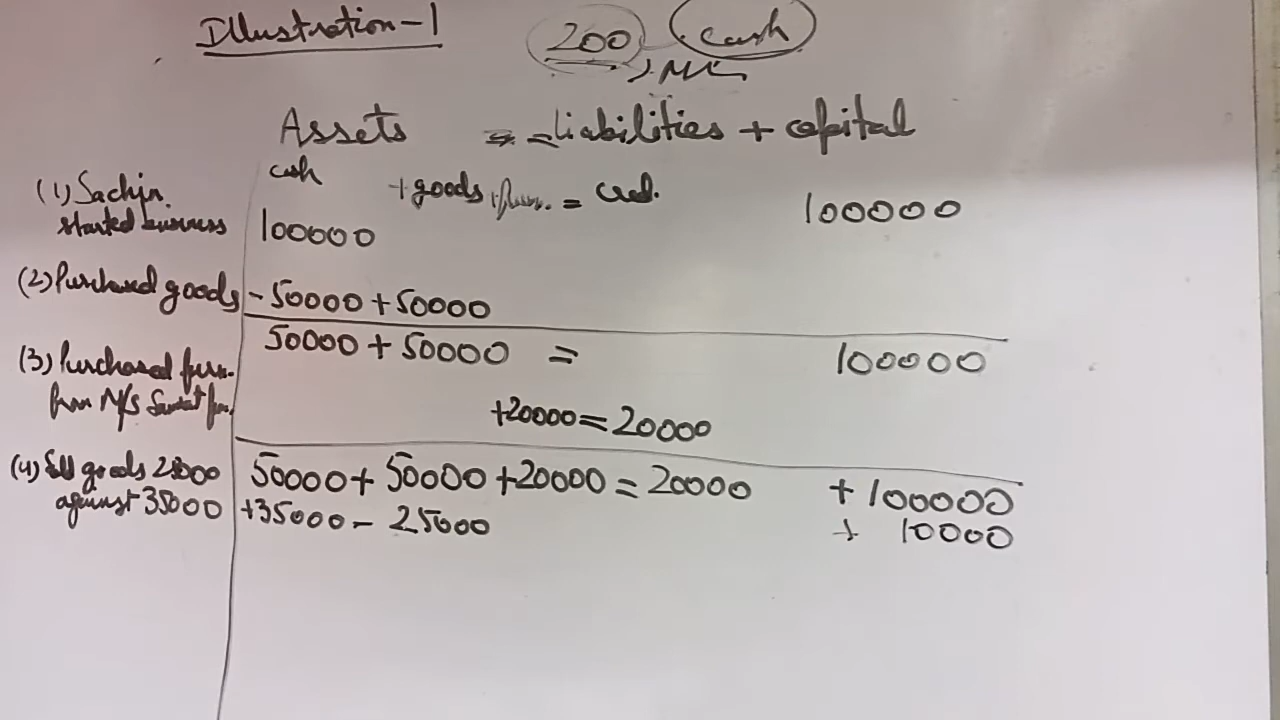 Illustration-1
200 cash
Assets = Liabilities + capital
cash + goods + furn. = cred.
(1) Sachin
started business 100000 100000
(2) Purchased goods - 50000 + 50000
50000 + 50000 = 100000
(3) Purchased furn.
from M/s
+20000 = 20000
(4) Sold goods 25000 50000 + 50000 + 20000 = 20000 + 100000
against 35000 +35000 - 25000 + 10000